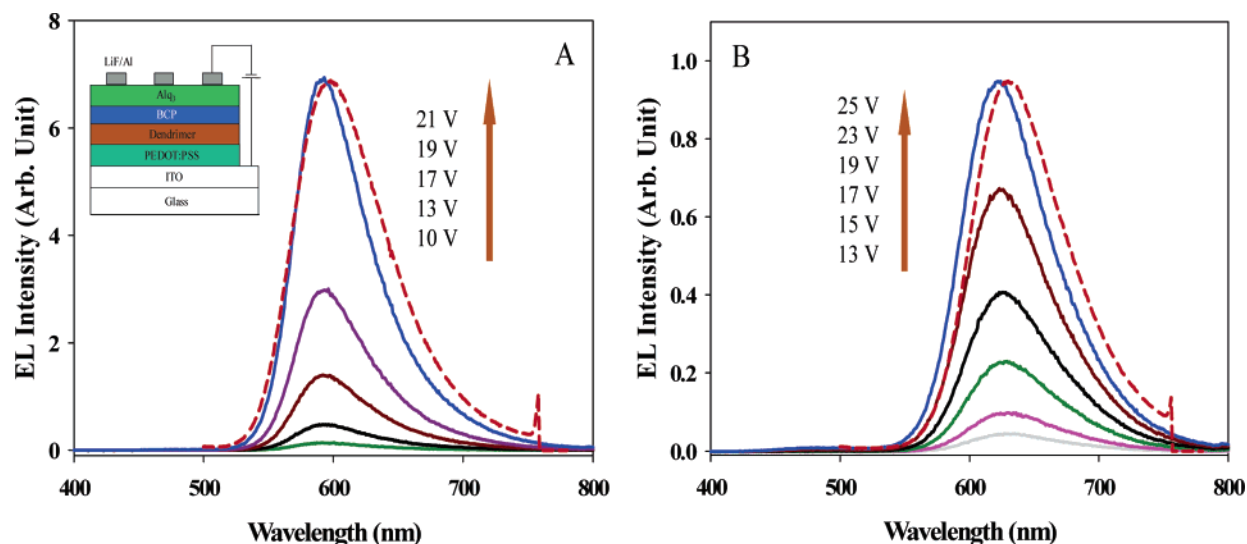 A
LiF/Al
Alq3
BCP
Dendrimer
PEDOT:PSS
ITO
Glass
21 V
19 V
17 V
13 V
10 V
EL Intensity (Arb. Unit)
8
6
4
2
0
400
500
600
700
800
Wavelength (nm)
B
25 V
23 V
19 V
17 V
15 V
13 V
EL Intensity (Arb. Unit)
1.0
0.8
0.6
0.4
0.2
0.0
400
500
600
700
800
Wavelength (nm)